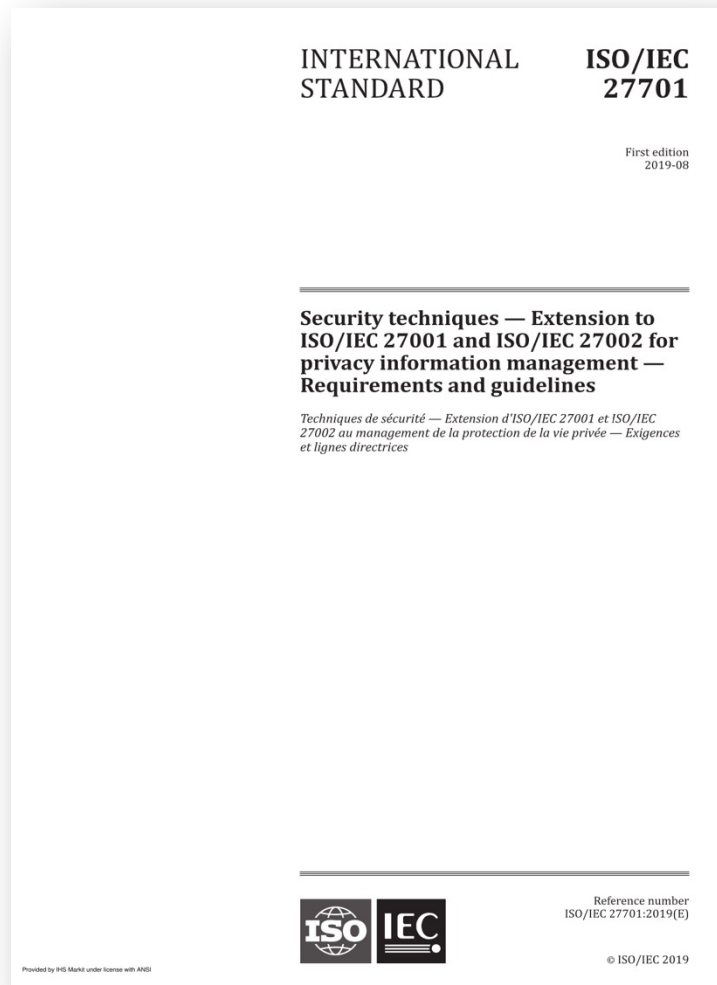 INTERNATIONAL
STANDARD
ISO/IEC
27701
First edition
2019-08
Security techniques — Extension to
ISO/IEC 27001 and ISO/IEC 27002 for
privacy information management —
Requirements and guidelines
Techniques de sécurité — Extension d'ISO/IEC 27001 et ISO/IEC
27002 au management de la protection de la vie privée — Exigences
et lignes directrices
ISO
IEC
Reference number
ISO/IEC 27701:2019(E)
© ISO/IEC 2019
Provided by IHS Markit under license with ANSI